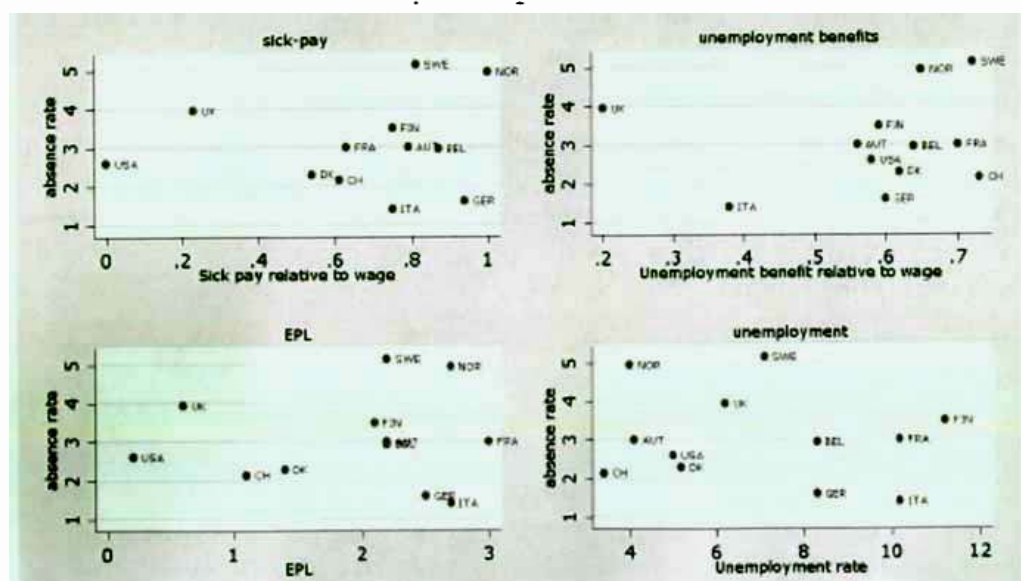 sick-pay
absence rate
5
4
3
2
1
SWE
NOR
UK
FIN
FRA
AUT
BEL
USA
DK
CH
GER
ITA
0 .2 .4 .6 .8 1
Sick pay relative to wage
unemployment benefits
absence rate
5
4
3
2
1
SWE
NOR
UK
FIN
AUT
BEL
FRA
USA
DK
CH
GER
ITA
.2 .3 .4 .5 .6 .7
Unemployment benefit relative to wage
EPL
absence rate
5
4
3
2
1
SWE
NOR
UK
FIN
FRA
USA
DK
CH
GER
ITA
0 1 2 3
EPL
unemployment
absence rate
5
4
3
2
1
SWE
NOR
UK
FIN
AUT
BEL
FRA
USA
DK
CH
GER
ITA
4 6 8 10 12
Unemployment rate